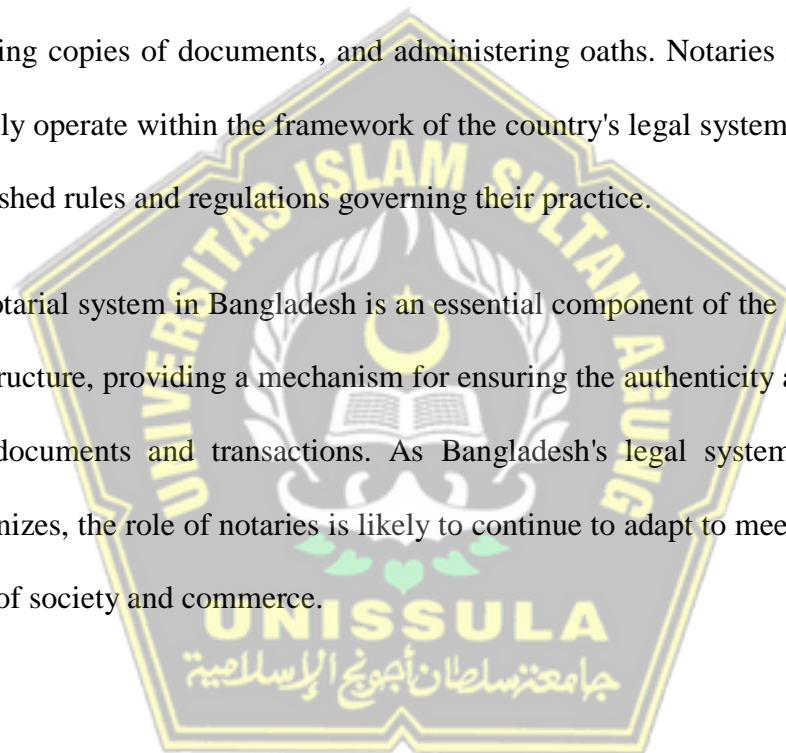 ing copies of documents, and administering oaths. Notaries
ly operate within the framework of the country's legal system
shed rules and regulations governing their practice.
otarial system in Bangladesh is an essential component of the
ructure, providing a mechanism for ensuring the authenticity a
documents and transactions. As Bangladesh's legal system
nizes, the role of notaries is likely to continue to adapt to mee
of society and commerce.
UNIVERSITAS ISLAM SULTAN AGUNG
UNISSULA
جامعتنسلطان أجونج الإسلامية